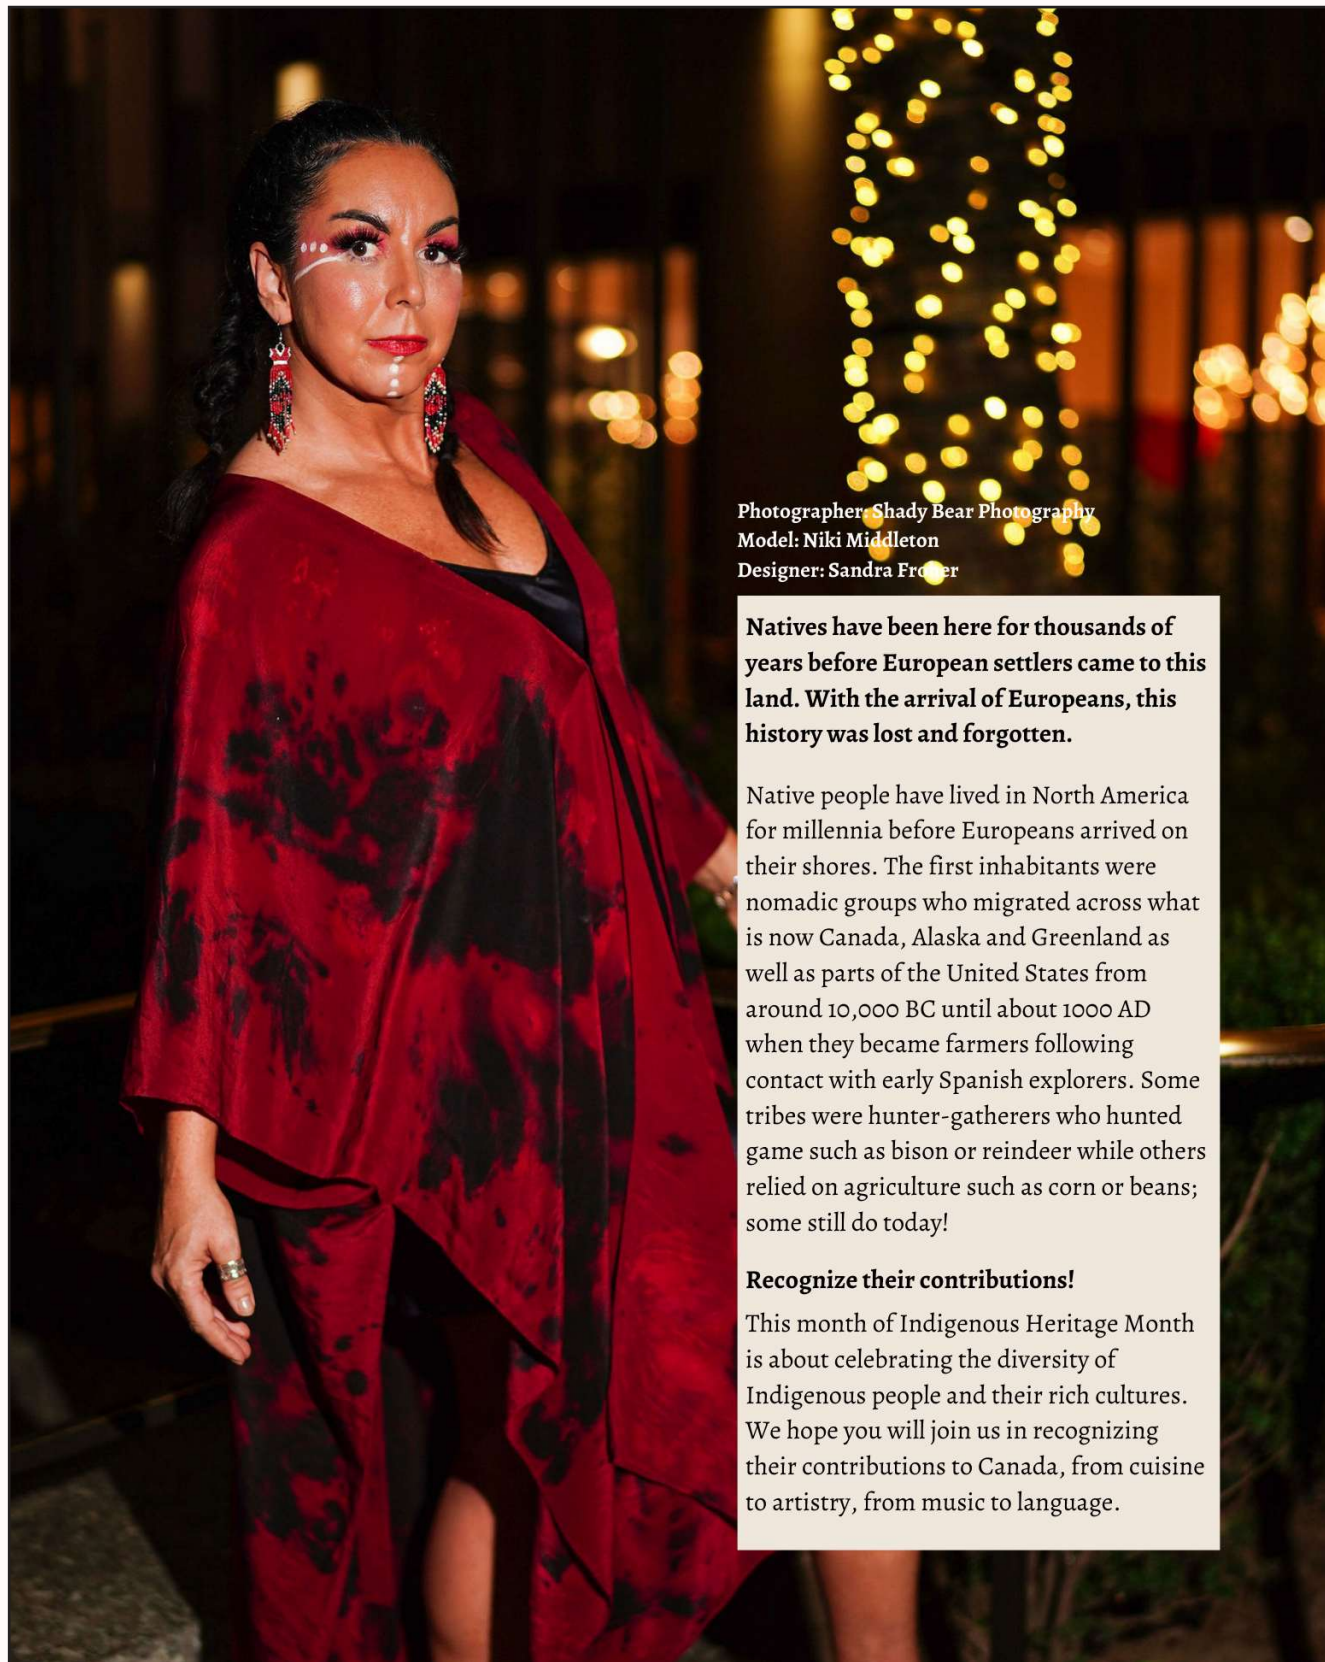 Photographer: Shady Bear Photography
Model: Niki Middleton
Designer: Sandra Frober
Natives have been here for thousands of
years before European settlers came to this
land. With the arrival of Europeans, this
history was lost and forgotten.
Native people have lived in North America
for millennia before Europeans arrived on
their shores. The first inhabitants were
nomadic groups who migrated across what
is now Canada, Alaska and Greenland as
well as parts of the United States from
around 10,000 BC until about 1000 AD
when they became farmers following
contact with early Spanish explorers. Some
tribes were hunter-gatherers who hunted
game such as bison or reindeer while others
relied on agriculture such as corn or beans;
some still do today!
Recognize their contributions!
This month of Indigenous Heritage Month
is about celebrating the diversity of
Indigenous people and their rich cultures.
We hope you will join us in recognizing
their contributions to Canada, from cuisine
to artistry, from music to language.